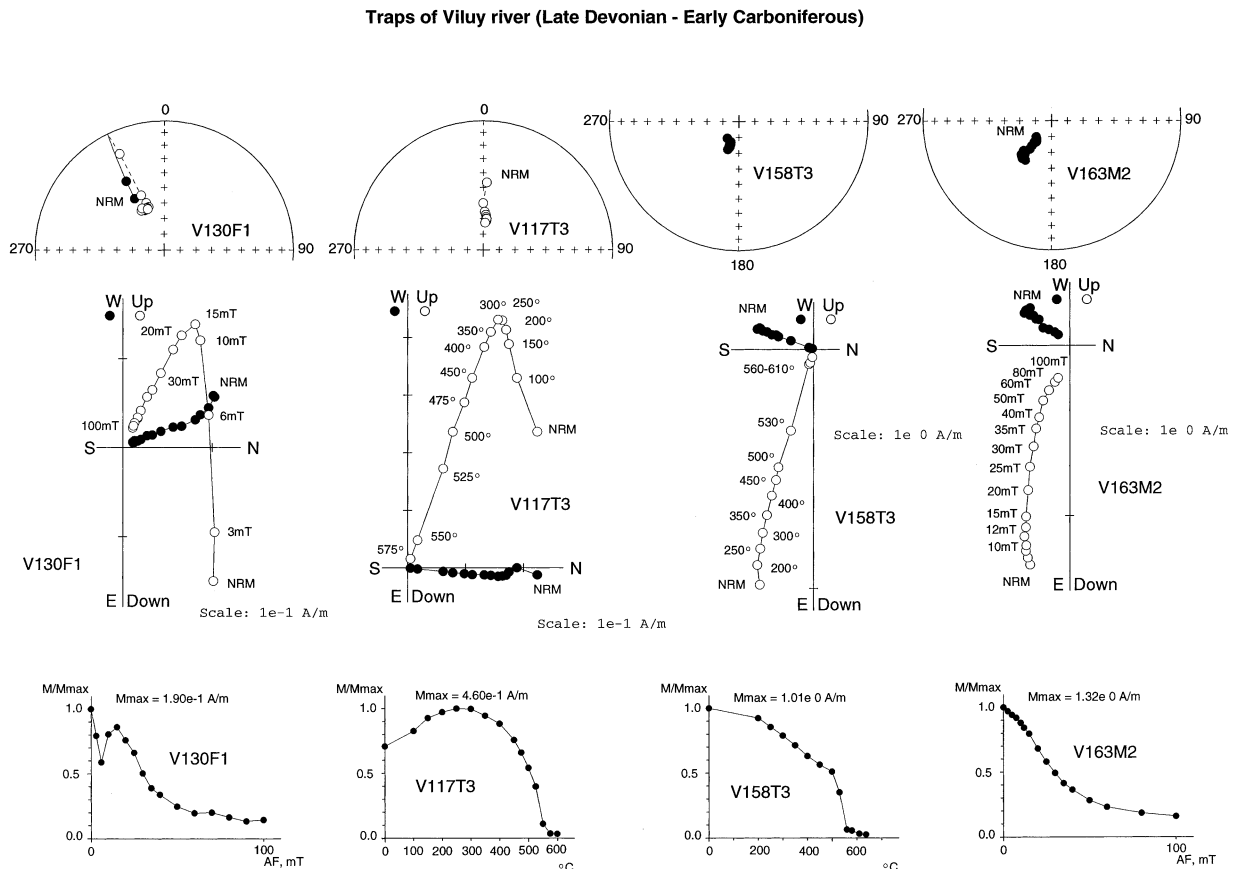 Traps of Viluy river (Late Devonian - Early Carboniferous)
0
NRM
V130F1
270
90
0
NRM
V117T3
270
90
270
90
V158T3
180
270
90
NRM
V163M2
180
W Up
15mT
20mT
10mT
30mT
NRM
6mT
100mT
S
N
3mT
V130F1
NRM
E Down
Scale: 1e-1 A/m
W Up
300° 250°
350° 200°
400° 150°
450° 100°
475°
500° NRM
525°
V117T3
550°
575°
S
N
NRM
E Down
Scale: 1e-1 A/m
NRM
W Up
S
N
560-610°
530°
Scale: 1e 0 A/m
500°
450°
400°
350°
V158T3
300°
250°
200°
NRM
E Down
W Up
NRM
S
N
100mT
80mT
60mT
50mT
40mT
35mT
Scale: 1e 0 A/m
30mT
25mT
20mT
V163M2
15mT
12mT
10mT
NRM
E Down
M/Mmax
Mmax = 1.90e-1 A/m
1.0
V130F1
0.5
0.0
0
100
AF, mT
M/Mmax
Mmax = 4.60e-1 A/m
1.0
V117T3
0.5
0.0
0 100 200 300 400 500 600
°C
M/Mmax
Mmax = 1.01e 0 A/m
1.0
0.5
V158T3
0.0
0 200 400 600
°C
M/Mmax
Mmax = 1.32e 0 A/m
1.0
V163M2
0.5
0.0
0
100
AF, mT